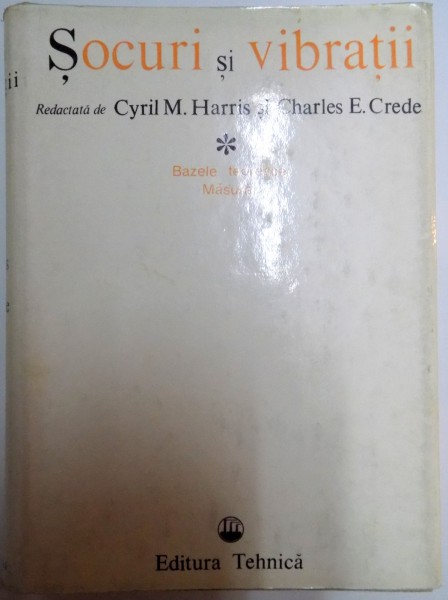 Șocuri și vibrații
Redactată de Cyril M. Harris și Charles E. Crede
*
Bazele
Editura Tehnică